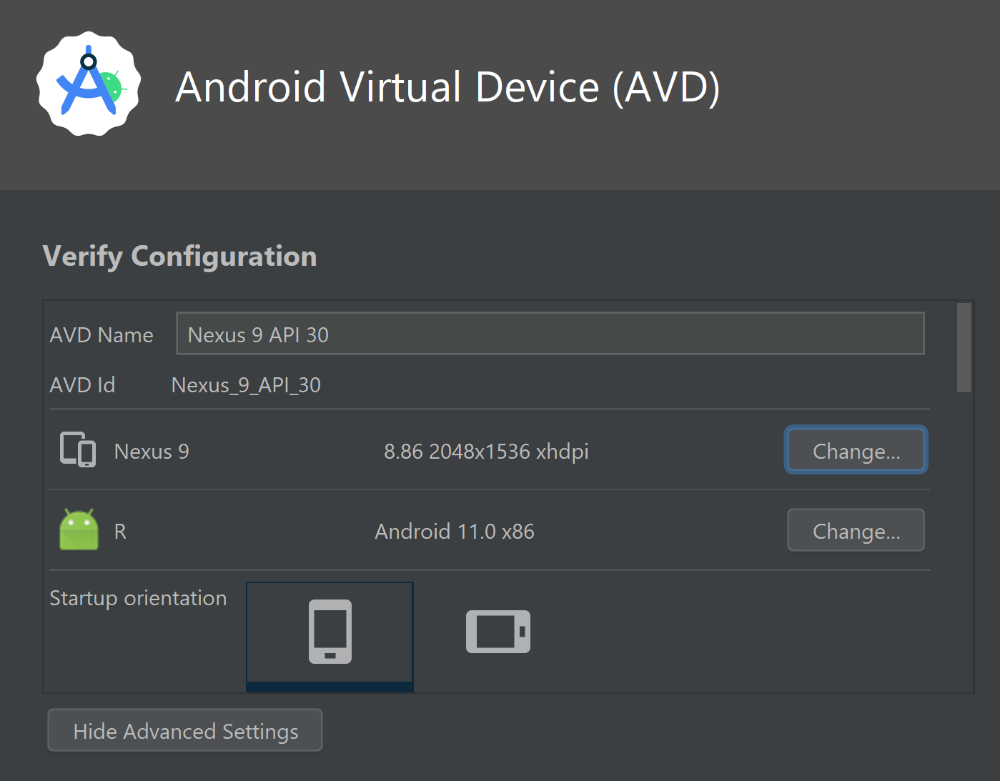 Android Virtual Device (AVD)
Verify Configuration
AVD Name Nexus 9 API 30
AVD Id Nexus_9_API_30
Nexus 9 8.86 2048x1536 xhdpi Change...
R Android 11.0 x86 Change...
Startup orientation
Hide Advanced Settings